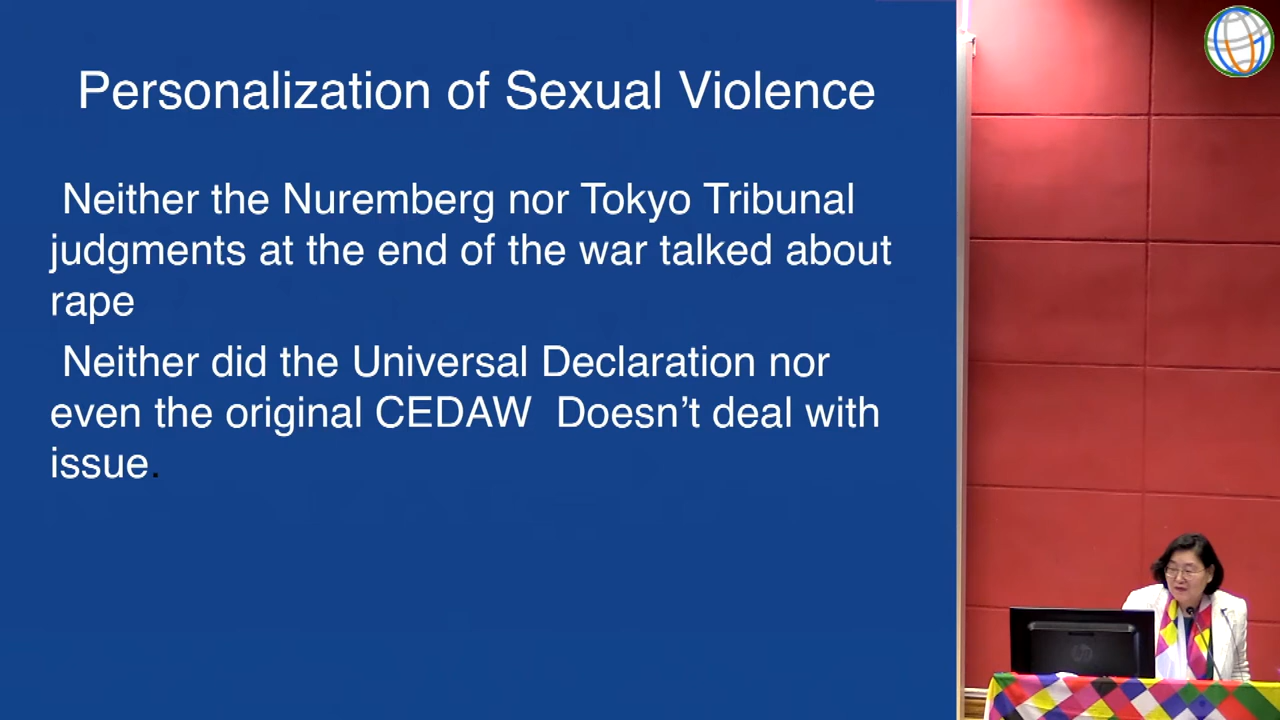 Personalization of Sexual Violence
Neither the Nuremberg nor Tokyo Tribunal
judgments at the end of the war talked about
rape
Neither did the Universal Declaration nor
even the original CEDAW Doesn’t deal with
issue.